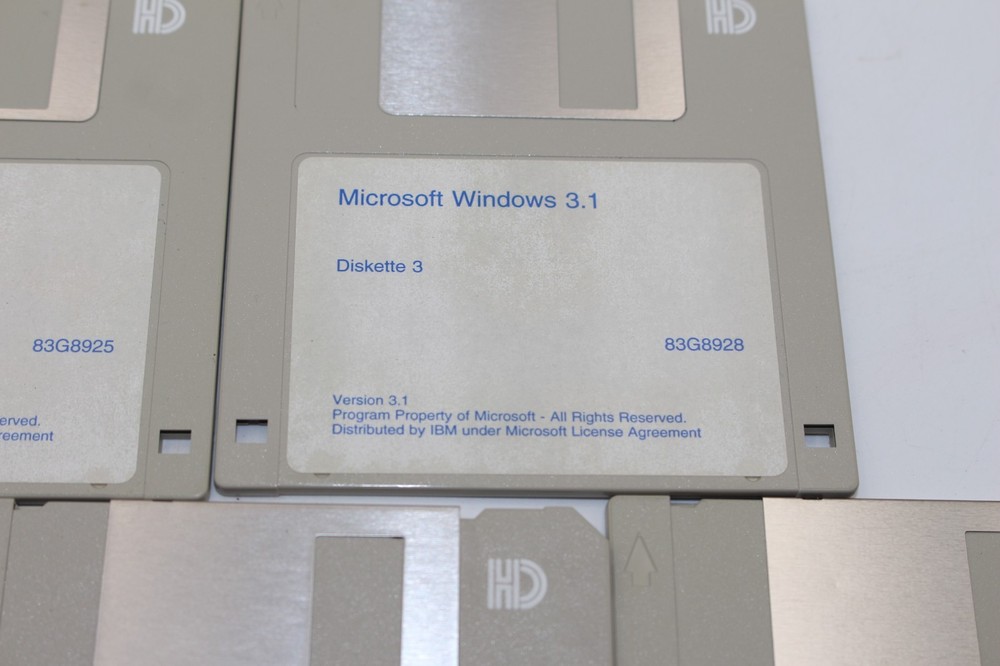 HD
HD
Microsoft Windows 3.1
Diskette 3
83G8925
83G8928
erved.
reement
Version 3.1
Program Property of Microsoft - All Rights Reserved.
Distributed by IBM under Microsoft License Agreement
HD